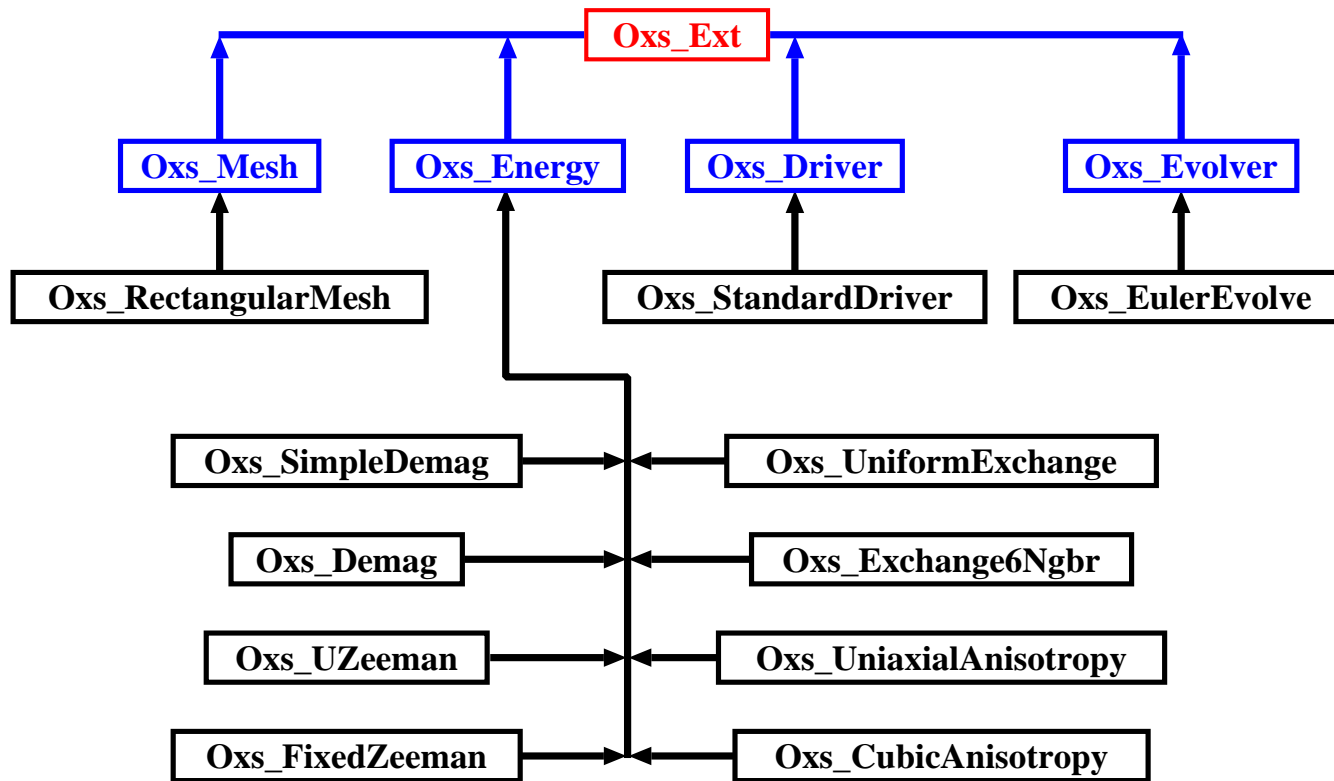 Oxs_Ext
Oxs_Mesh
Oxs_Energy
Oxs_Driver
Oxs_Evolver
Oxs_RectangularMesh
Oxs_StandardDriver
Oxs_EulerEvolve
Oxs_SimpleDemag
Oxs_UniformExchange
Oxs_Demag
Oxs_Exchange6Ngbr
Oxs_UZeeman
Oxs_UniaxialAnisotropy
Oxs_FixedZeeman
Oxs_CubicAnisotropy